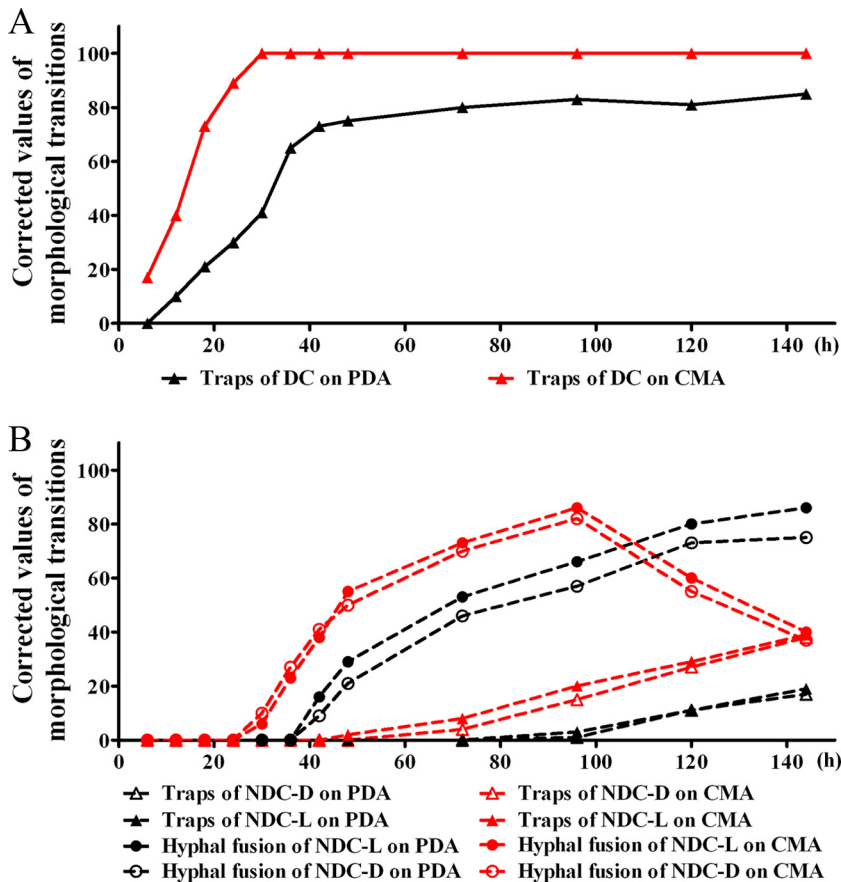 A
Corrected values of
morphological transitions
100
80
60
40
20
0
0 20 40 60 80 100 120 140 (h)
Traps of DC on PDA Traps of DC on CMA
B
Corrected values of
morphological transitions
100
80
60
40
20
0
0 20 40 60 80 100 120 140 (h)
Traps of NDC-D on PDA Traps of NDC-D on CMA
Traps of NDC-L on PDA Traps of NDC-L on CMA
Hyphal fusion of NDC-L on PDA Hyphal fusion of NDC-L on CMA
Hyphal fusion of NDC-D on PDA Hyphal fusion of NDC-D on CMA